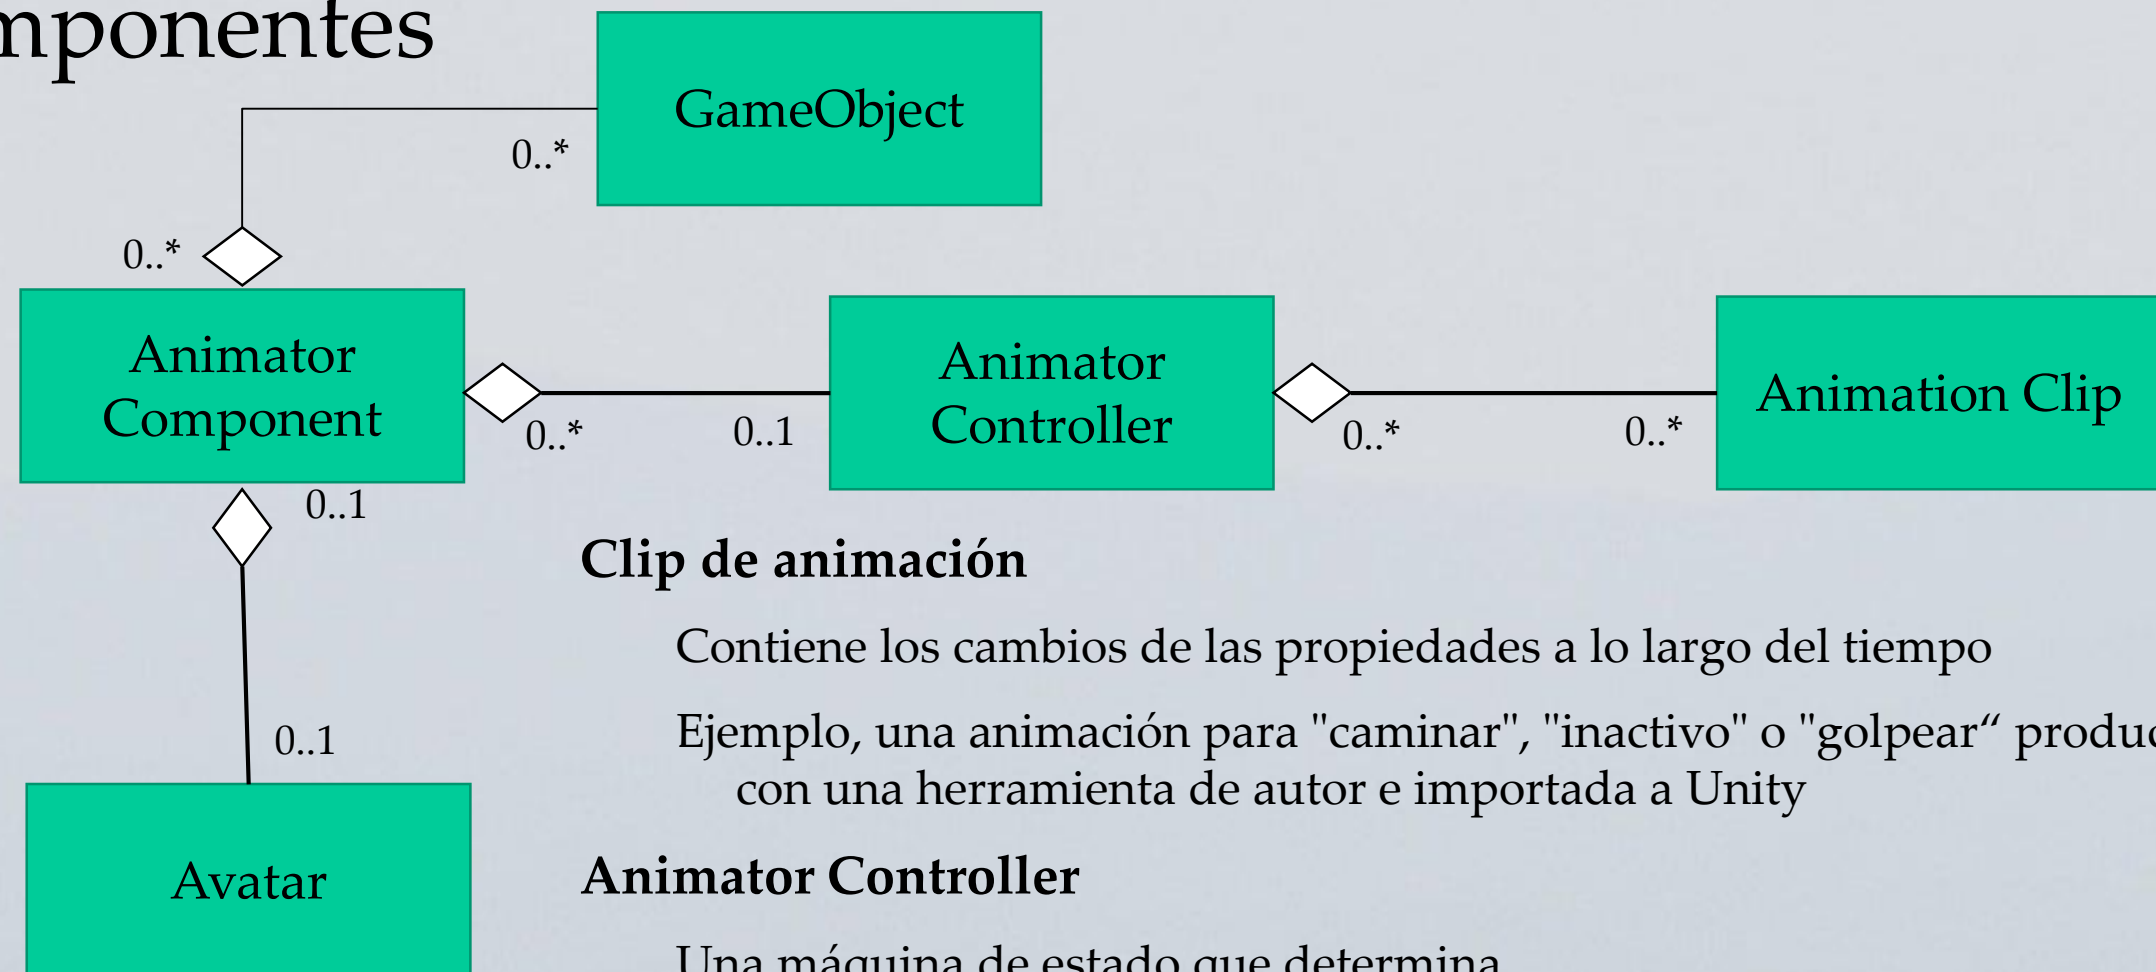 mponentes
GameObject
0..*
0..*
Animator
Component
0..*
0..1
Animator
Controller
0..*
0..*
Animation Clip
0..1
0..1
Avatar
Clip de animación
Contiene los cambios de las propiedades a lo largo del tiempo
Ejemplo, una animación para "caminar", "inactivo" o "golpear“ produc
con una herramienta de autor e importada a Unity
Animator Controller
Una máquina de estado que determina